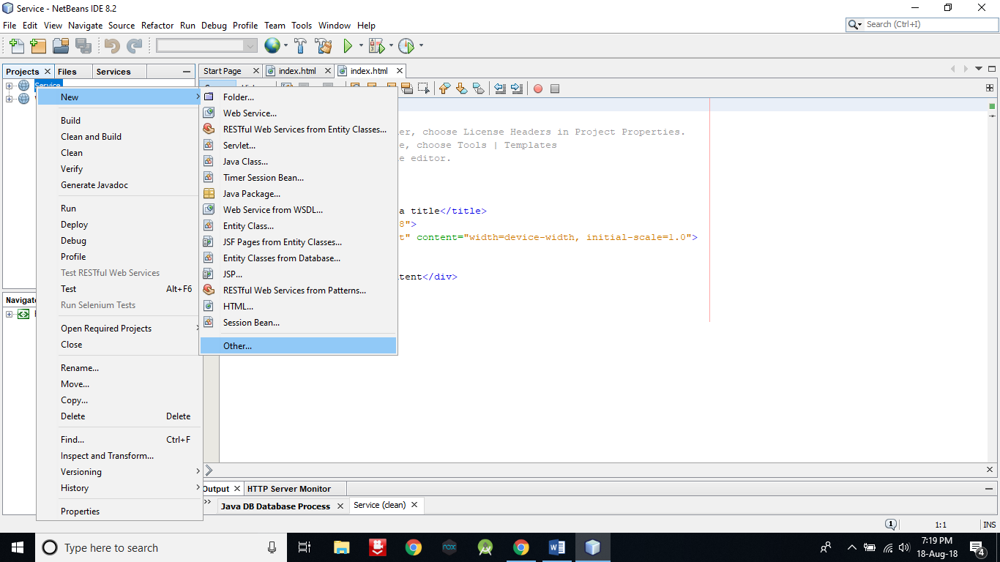 Service - NetBeans IDE 8.2
File Edit View Navigate Source Refactor Run Debug Profile Team Tools Window Help
Search (Ctrl+I)
Projects Files Services
Start Page index.html index.html
Service
New
Build
Clean and Build
Clean
Verify
Generate Javadoc
Run
Deploy
Debug
Profile
Test RESTful Web Services
Test Alt+F6
Run Selenium Tests
Open Required Projects
Close
Rename...
Move...
Copy...
Delete Delete
Find... Ctrl+F
Inspect and Transform...
Versioning
History
Properties
Folder...
Web Service...
RESTful Web Services from Entity Classes...
Servlet...
Java Class...
Timer Session Bean...
Java Package...
Web Service from WSDL...
Entity Class...
JSF Pages from Entity Classes...
Entity Classes from Database...
JSP...
RESTful Web Services from Patterns...
HTML...
Session Bean...
Other...
er, choose License Headers in Project Properties.
e, choose Tools | Templates
e editor.
a title</title>
8">
t" content="width=device-width, initial-scale=1.0">
tent</div>
Navigat
Output HTTP Server Monitor
Java DB Database Process Service (clean)
1 1:1 INS
Type here to search
nox
7:19 PM
18-Aug-18
4